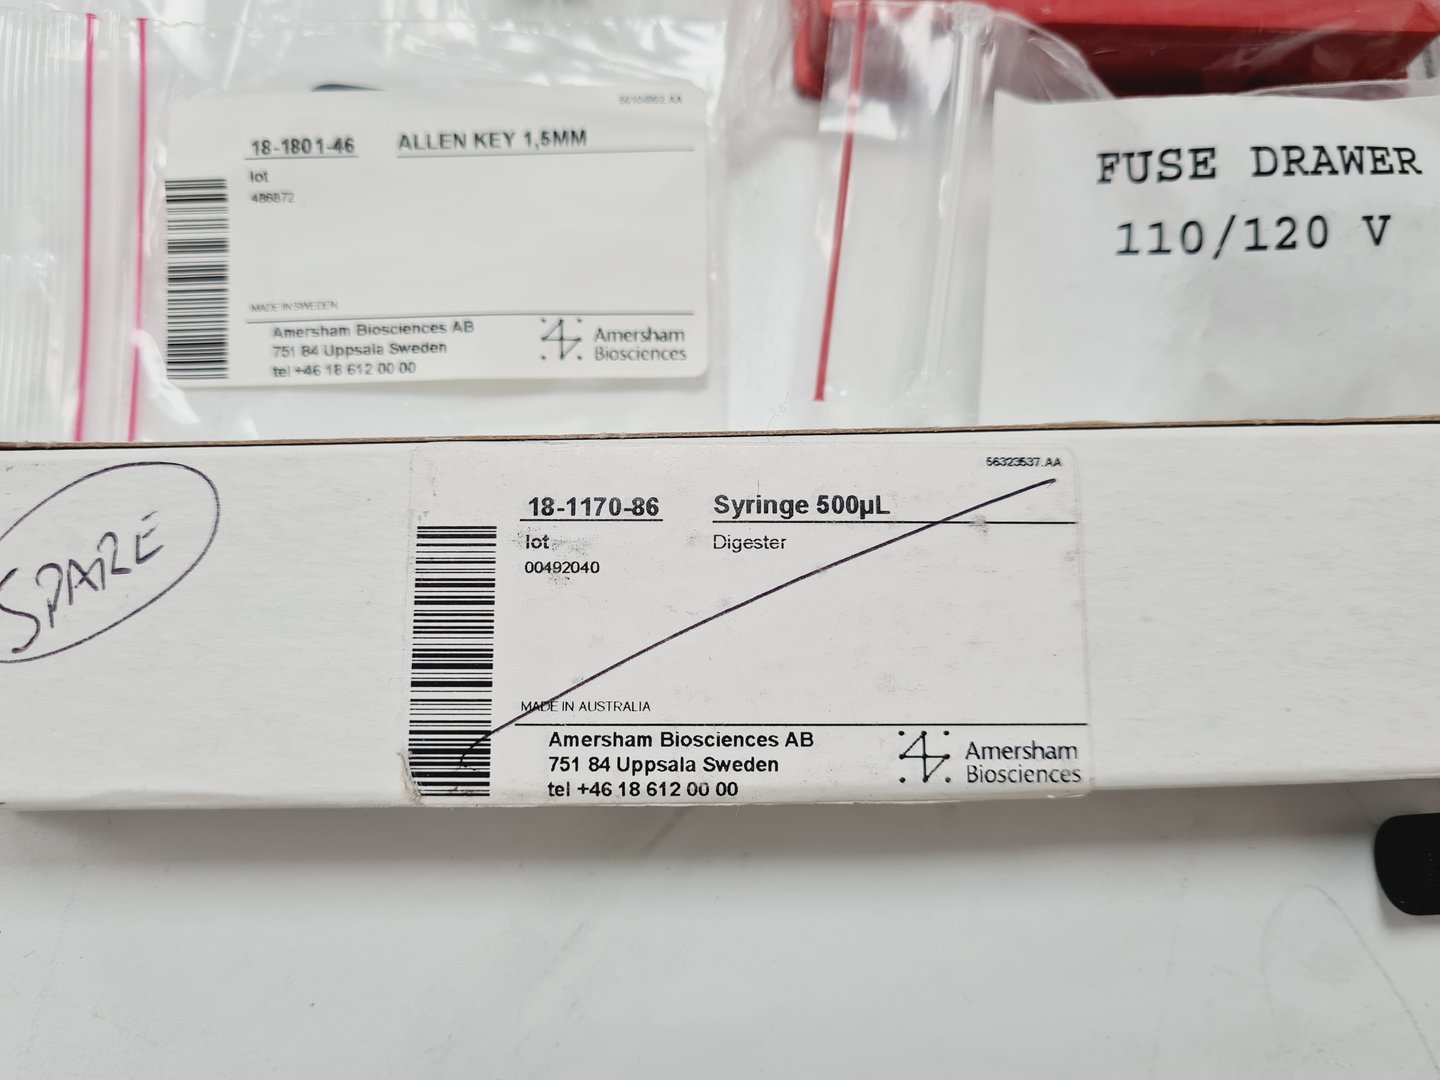 56104952.AA
18-1801-46 ALLEN KEY 1,5MM
lot
486872
MADE IN SWEDEN
Amersham Biosciences AB
751 84 Uppsala Sweden
tel +46 18 612 00 00
Amersham
Biosciences
FUSE DRAWER
110/120 V
SPARE
56323537.AA
18-1170-86 Syringe 500µL
lot Digester
00492040
MADE IN AUSTRALIA
Amersham Biosciences AB
751 84 Uppsala Sweden
tel +46 18 612 00 00
Amersham
Biosciences